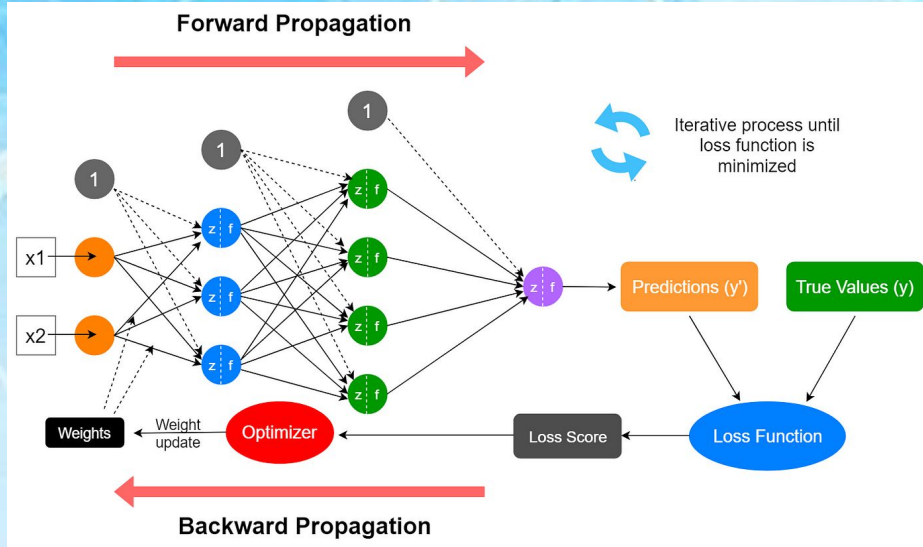 Forward Propagation
1
1
1
Iterative process until
loss function is
minimized
z f
z f
x1
z f
z f
z f
z f
Predictions (y')
True Values (y)
x2
z f
z f
Weights
Weight
update
Optimizer
Loss Score
Loss Function
Backward Propagation